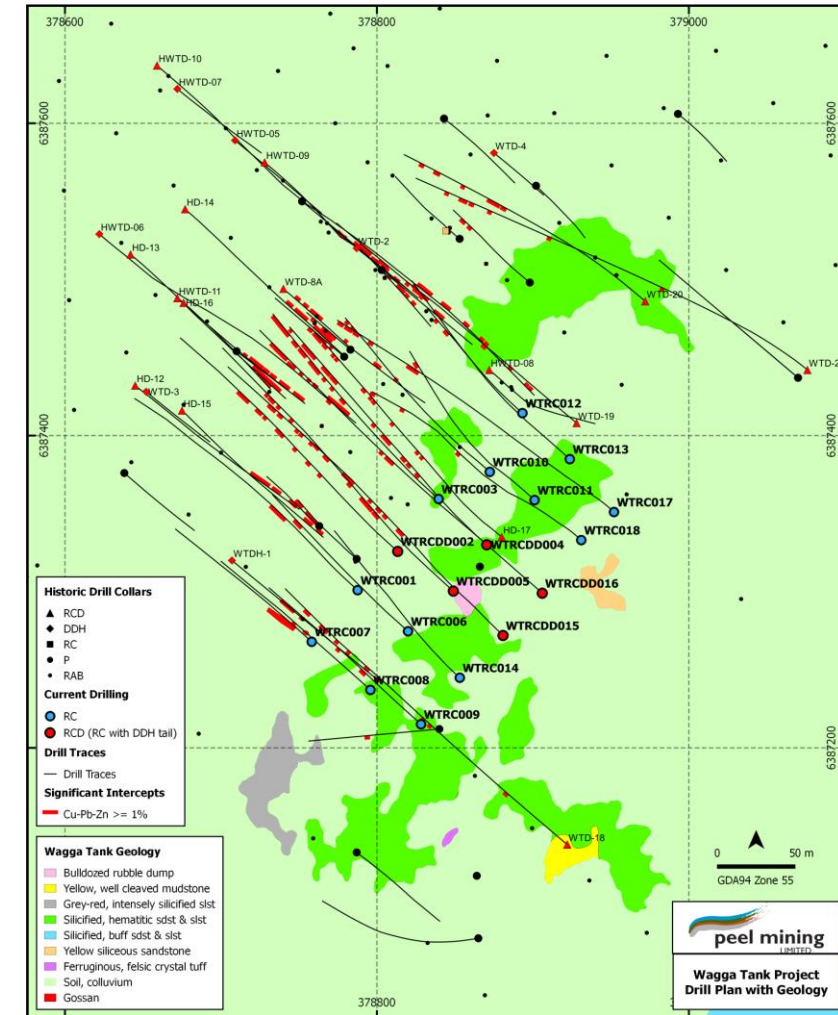 378600
378800
379000
HWTD-10
HWTD-07
6387600
6387600
HWTD-05
WTD-4
HWTD-09
HD-14
HWTD-06
WTD-2
HD-13
WTD-8A
HWTD-11
HD-16
WTD-20
HWTD-08
WTD-2
HD-12
WTD-3
HD-15
WTRC012
WTD-19
6387400
6387400
WTRC013
WTRC010
WTRC003
WTRC011
WTRC017
HD-17
WTRC018
WTRCDD002
WTRCDD004
WTDH-1
WTRC001
WTRCDD005
WTRCDD016
WTRC006
WTRC007
WTRCDD015
WTRC008
WTRC014
WTRC009
6387200
WTD-18
Historic Drill Collars
RCD
DDH
RC
P
RAB
Current Drilling
RC
RCD (RC with DDH tail)
Drill Traces
Drill Traces
Significant Intercepts
Cu-Pb-Zn >= 1%
Wagga Tank Geology
Bulldozed rubble dump
Yellow, well cleaved mudstone
Grey-red, intensely silicified slst
Silicified, hematitic sdst & slst
Silicified, buff sdst & slst
Yellow siliceous sandstone
Ferruginous, felsic crystal tuff
Soil, colluvium
Gossan
0 50 m
GDA94 Zone 55
peel mining
LIMITED
Wagga Tank Project
Drill Plan with Geology
378800